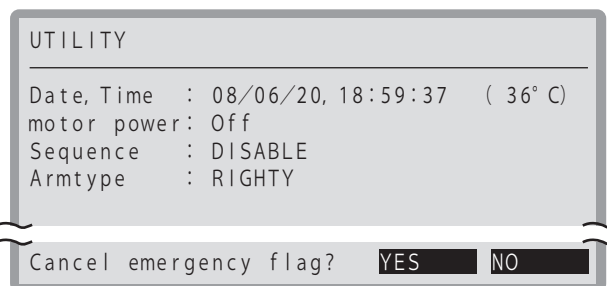 UTILITY
Date, Time : 08/06/20, 18:59:37 ( 36°C)
motor power: Off
Sequence : DISABLE
Armtype : RIGHTY
Cancel emergency flag? YES NO